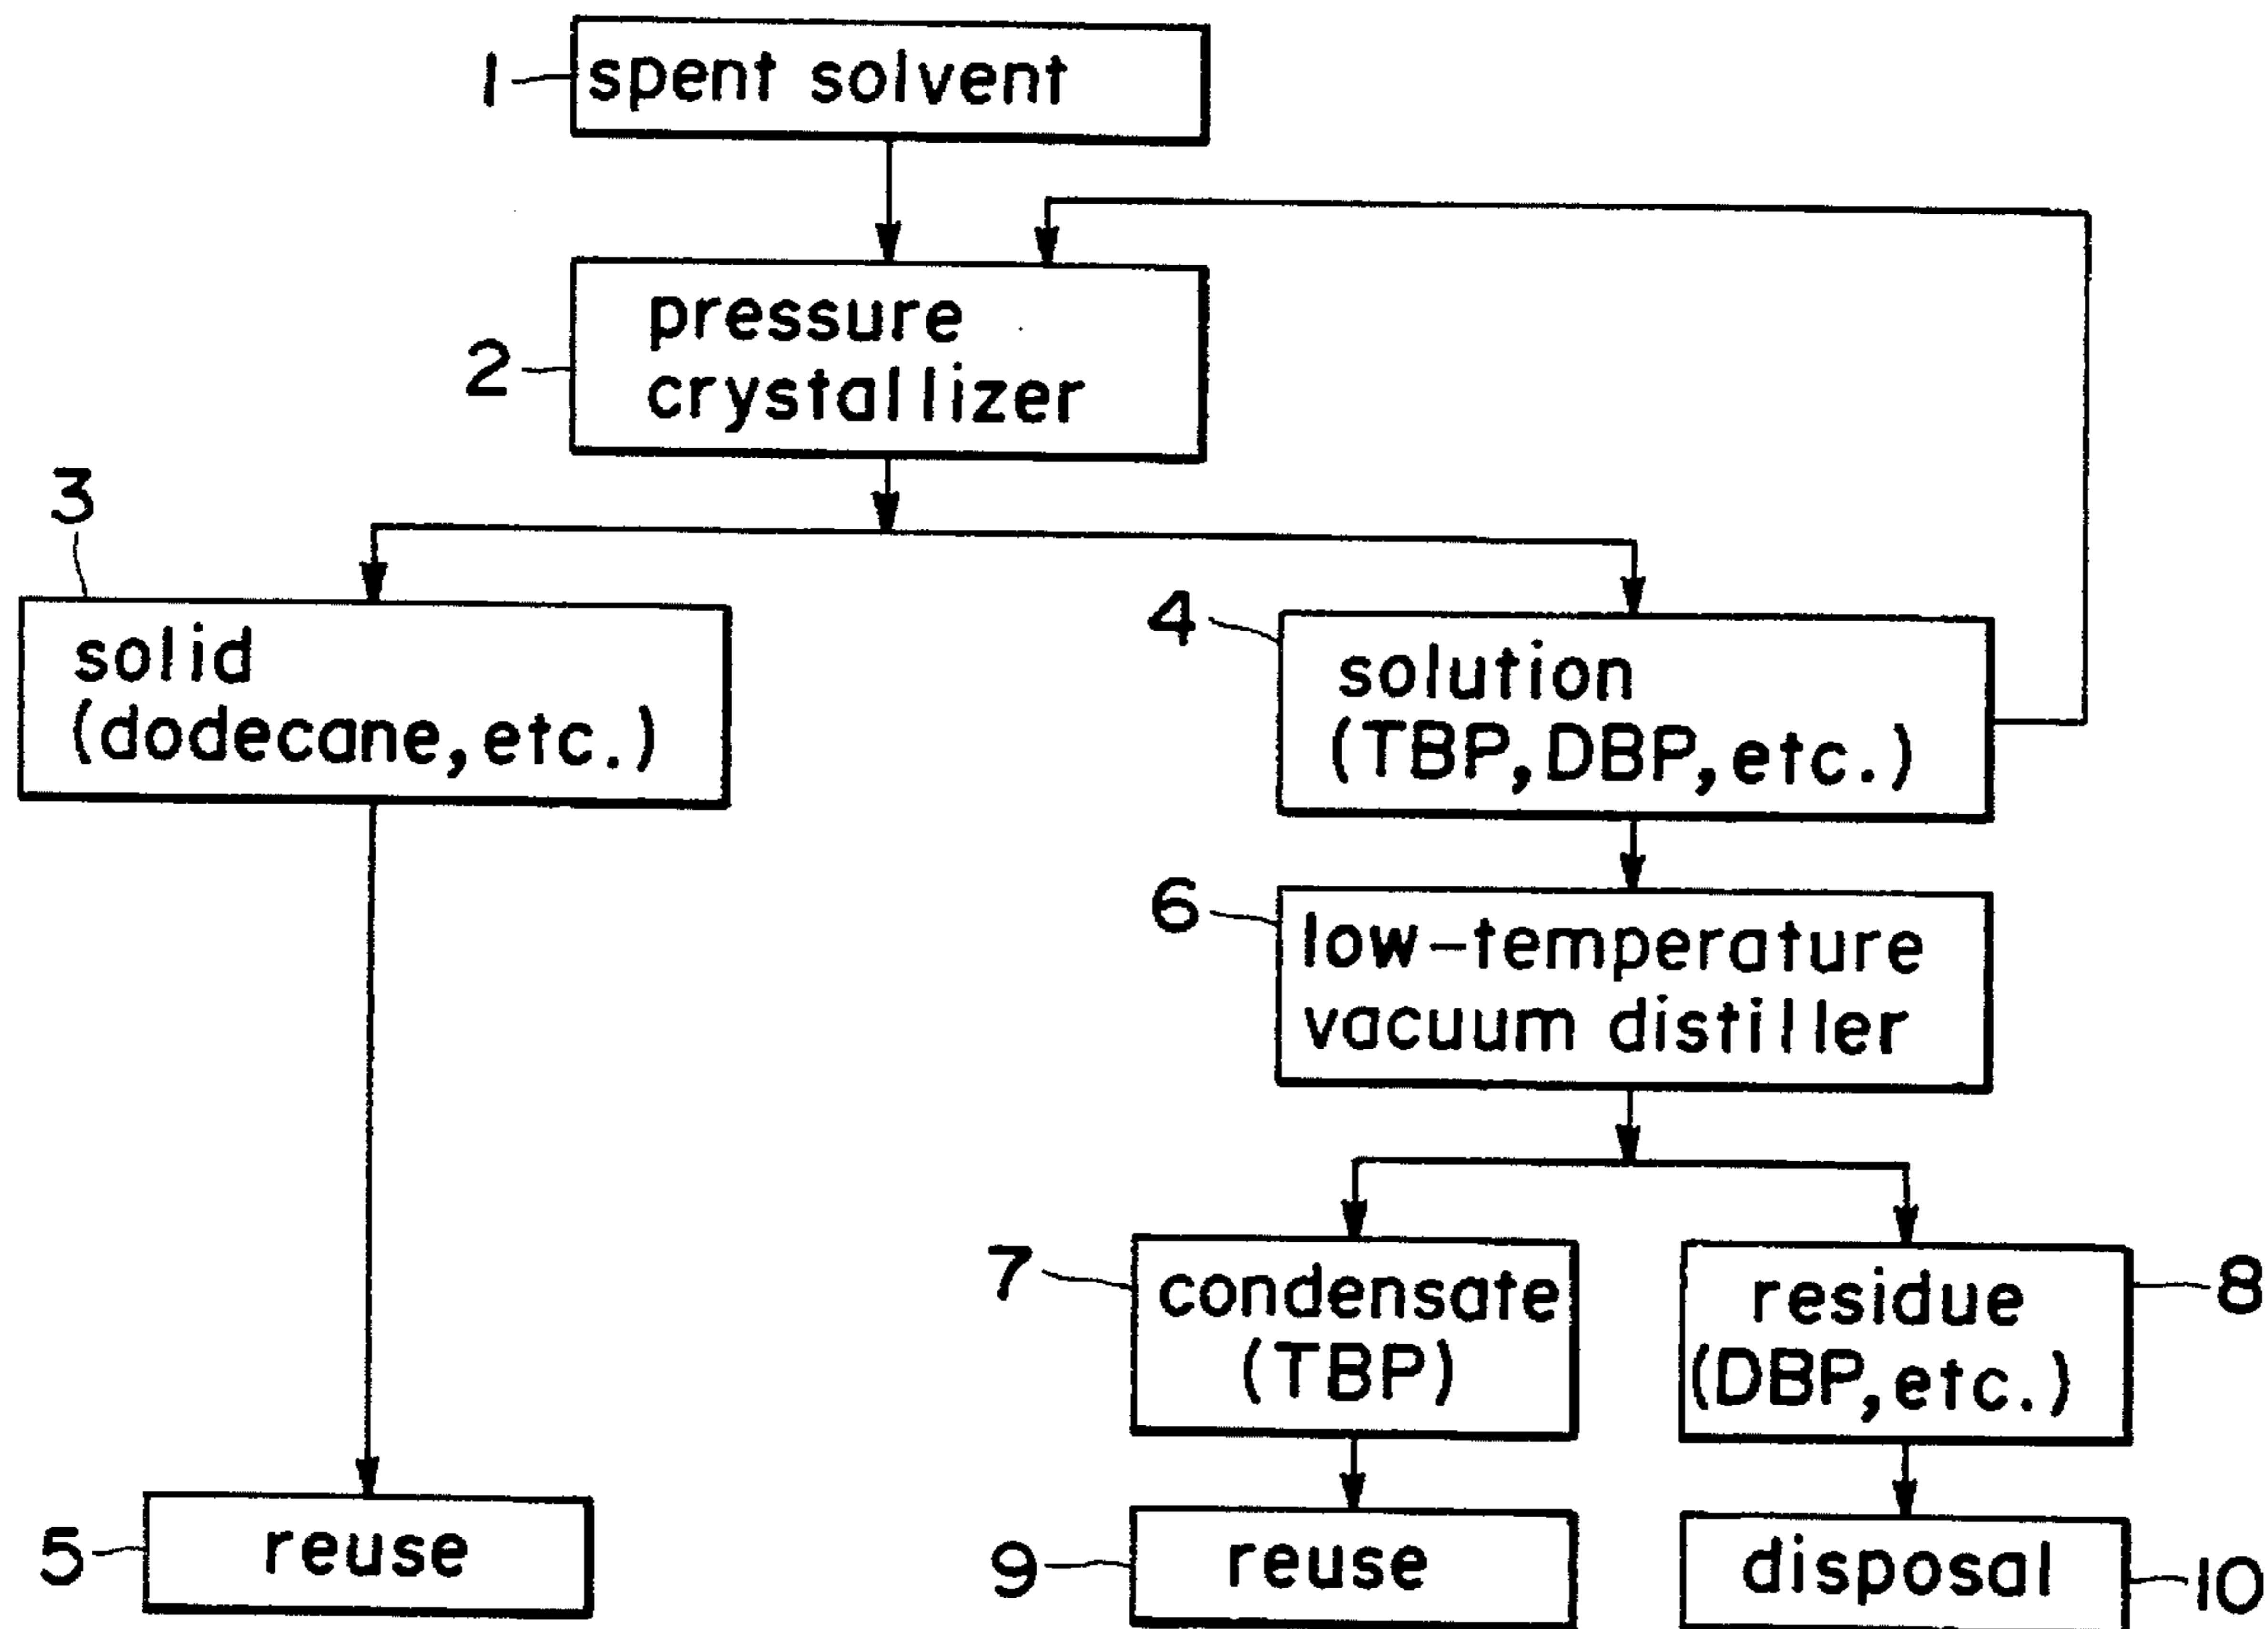 1
spent solvent
2
pressure
crystallizer
3
solid
(dodecane, etc.)
4
solution
(TBP, DBP, etc.)
6
low-temperature
vacuum distiller
7
condensate
(TBP)
8
residue
(DBP, etc.)
5
reuse
9
reuse
disposal
10